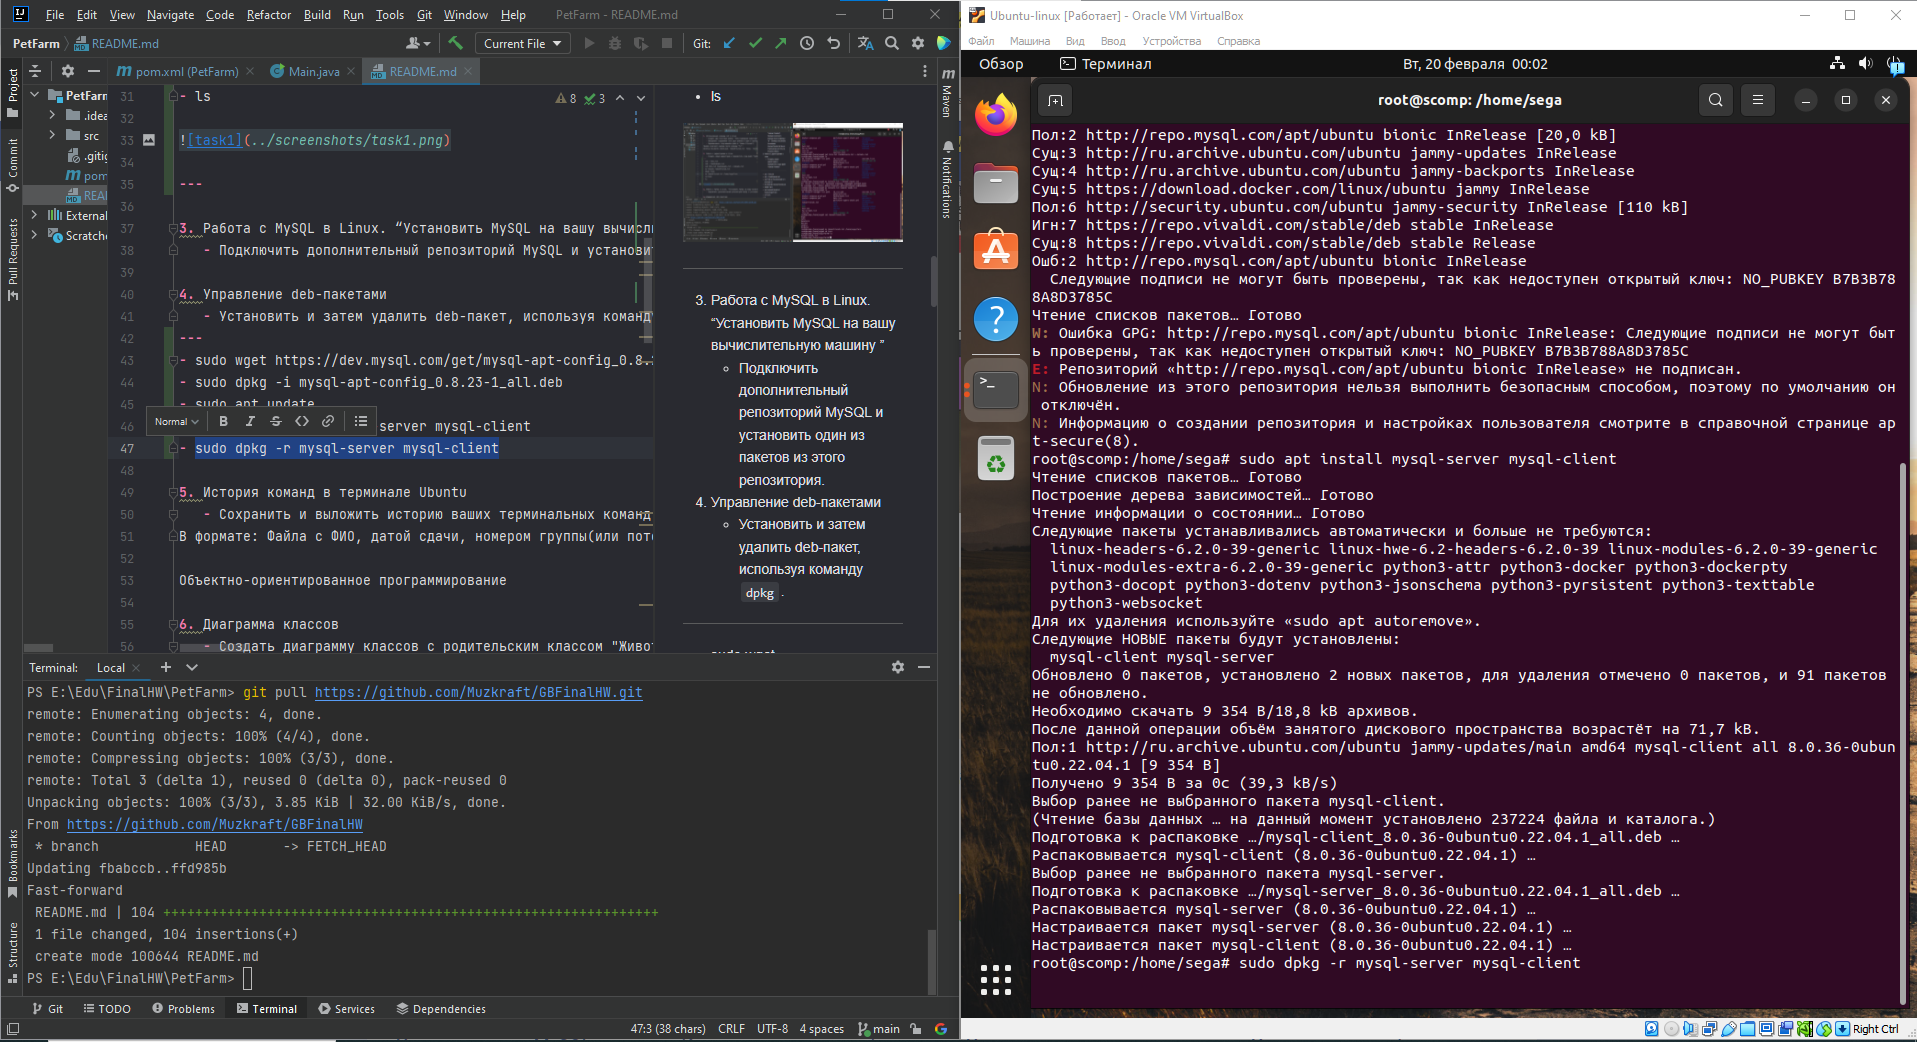 File Edit View Navigate Code Refactor Build Run Tools Git Window Help PetFarm - README.md
PetFarm README.md Current File Git:
Project
Commit
Pull Requests
Bookmarks
Structure
pom.xml (PetFarm) Main.java README.md
PetFarm
.idea
src
.gitig
pom
REA
External
Scratche
8 3
31 - ls
32
33 ![task1](../screenshots/task1.png)
34
35 ---
36
37 3. Работа с MySQL в Linux. “Установить MySQL на вашу вычисли
38 - Подключить дополнительный репозиторий MySQL и установит
39
40 4. Управление deb-пакетами
41 - Установить и затем удалить deb-пакет, используя команду
42 ---
43 - sudo wget https://dev.mysql.com/get/mysql-apt-config_0.8.
44 - sudo dpkg -i mysql-apt-config_0.8.23-1_all.deb
45 - sudo apt update
Normal B I S
46 server mysql-client
47 - sudo dpkg -r mysql-server mysql-client
48
49 5. История команд в терминале Ubuntu
50 - Сохранить и выложить историю ваших терминальных команд
51 В формате: Файла с ФИО, датой сдачи, номером группы(или пото
52
53 Объектно-ориентированное программирование
54
55 6. Диаграмма классов
56 - Создать диаграмму классов с родительским классом "Живот
• ls
3. Работа с MySQL в Linux.
“Установить MySQL на вашу
вычислительную машину ”
Подключить
дополнительный
репозиторий MySQL и
установить один из
пакетов из этого
репозитория.
4. Управление deb-пакетами
Установить и затем
удалить deb-пакет,
используя команду
dpkg .
sudo wget
Maven
Notifications
Terminal: Local
PS E:\Edu\FinalHW\PetFarm> git pull https://github.com/Muzkraft/GBFinalHW.git
remote: Enumerating objects: 4, done.
remote: Counting objects: 100% (4/4), done.
remote: Compressing objects: 100% (3/3), done.
remote: Total 3 (delta 1), reused 0 (delta 0), pack-reused 0
Unpacking objects: 100% (3/3), 3.85 KiB | 32.00 KiB/s, done.
From https://github.com/Muzkraft/GBFinalHW
* branch HEAD -> FETCH_HEAD
Updating fbabccb..ffd985b
Fast-forward
README.md | 104 ++++++++++++++++++++++++++++++++++++++++++++++++++++++++++++++
1 file changed, 104 insertions(+)
create mode 100644 README.md
PS E:\Edu\FinalHW\PetFarm>
Git TODO Problems Terminal Services Dependencies
47:3 (38 chars) CRLF UTF-8 4 spaces main
Ubuntu-linux [Работает] - Oracle VM VirtualBox
Файл Машина Вид Ввод Устройства Справка
Обзор Терминал Вт, 20 февраля 00:02
root@scomp: /home/sega
Пол:2 http://repo.mysql.com/apt/ubuntu bionic InRelease [20,0 kB]
Сущ:3 http://ru.archive.ubuntu.com/ubuntu jammy-updates InRelease
Сущ:4 http://ru.archive.ubuntu.com/ubuntu jammy-backports InRelease
Сущ:5 https://download.docker.com/linux/ubuntu jammy InRelease
Пол:6 http://security.ubuntu.com/ubuntu jammy-security InRelease [110 kB]
Игн:7 https://repo.vivaldi.com/stable/deb stable InRelease
Сущ:8 https://repo.vivaldi.com/stable/deb stable Release
Ошб:2 http://repo.mysql.com/apt/ubuntu bionic InRelease
Следующие подписи не могут быть проверены, так как недоступен открытый ключ: NO_PUBKEY B7B3B78
8A8D3785C
Чтение списков пакетов… Готово
W: Ошибка GPG: http://repo.mysql.com/apt/ubuntu bionic InRelease: Следующие подписи не могут быт
ь проверены, так как недоступен открытый ключ: NO_PUBKEY B7B3B788A8D3785C
E: Репозиторий «http://repo.mysql.com/apt/ubuntu bionic InRelease» не подписан.
N: Обновление из этого репозитория нельзя выполнить безопасным способом, поэтому по умолчанию он
отключён.
N: Информацию о создании репозитория и настройках пользователя смотрите в справочной странице ap
t-secure(8).
root@scomp:/home/sega# sudo apt install mysql-server mysql-client
Чтение списков пакетов… Готово
Построение дерева зависимостей… Готово
Чтение информации о состоянии… Готово
Следующие пакеты устанавливались автоматически и больше не требуются:
linux-headers-6.2.0-39-generic linux-hwe-6.2-headers-6.2.0-39 linux-modules-6.2.0-39-generic
linux-modules-extra-6.2.0-39-generic python3-attr python3-docker python3-dockerpty
python3-docopt python3-dotenv python3-jsonschema python3-pyrsistent python3-texttable
python3-websocket
Для их удаления используйте «sudo apt autoremove».
Следующие НОВЫЕ пакеты будут установлены:
mysql-client mysql-server
Обновлено 0 пакетов, установлено 2 новых пакетов, для удаления отмечено 0 пакетов, и 91 пакетов
не обновлено.
Необходимо скачать 9 354 B/18,8 kB архивов.
После данной операции объём занятого дискового пространства возрастёт на 71,7 kB.
Пол:1 http://ru.archive.ubuntu.com/ubuntu jammy-updates/main amd64 mysql-client all 8.0.36-0ubun
tu0.22.04.1 [9 354 B]
Получено 9 354 B за 0с (39,3 kB/s)
Выбор ранее не выбранного пакета mysql-client.
(Чтение базы данных … на данный момент установлено 237224 файла и каталога.)
Подготовка к распаковке …/mysql-client_8.0.36-0ubuntu0.22.04.1_all.deb …
Распаковывается mysql-client (8.0.36-0ubuntu0.22.04.1) …
Выбор ранее не выбранного пакета mysql-server.
Подготовка к распаковке …/mysql-server_8.0.36-0ubuntu0.22.04.1_all.deb …
Распаковывается mysql-server (8.0.36-0ubuntu0.22.04.1) …
Настраивается пакет mysql-server (8.0.36-0ubuntu0.22.04.1) …
Настраивается пакет mysql-client (8.0.36-0ubuntu0.22.04.1) …
root@scomp:/home/sega# sudo dpkg -r mysql-server mysql-client
Right Ctrl